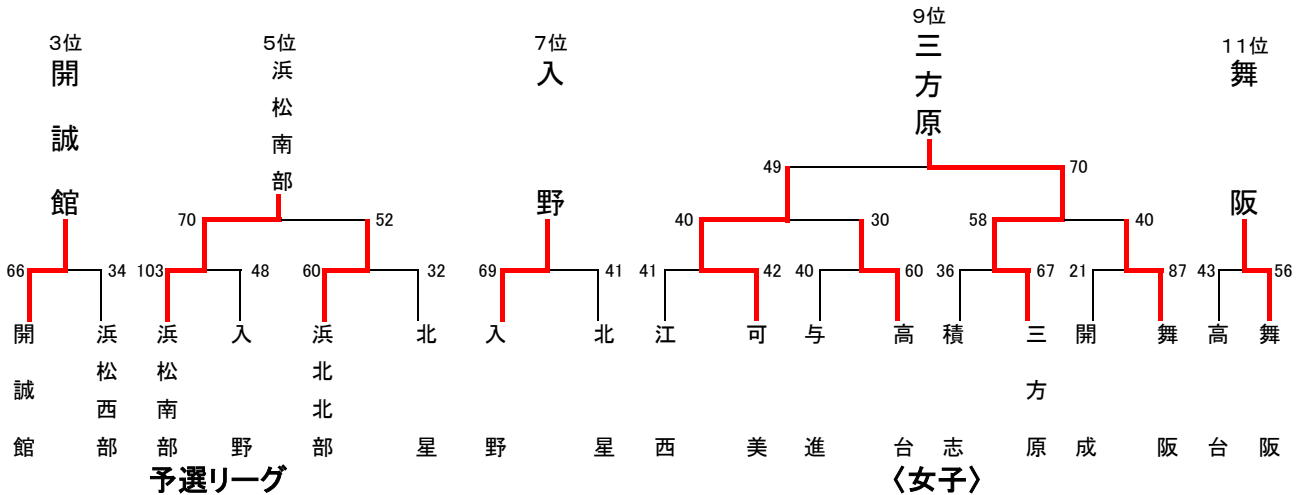 3位
5位
7位
9位
11位
開誠館
浜松南部
入野
三方原
舞阪
49
70
70
52
40
30
58
40
66
34
103
48
60
32
69
41
41
42
40
60
36
67
21
87
43
56
開誠館
浜松西部
浜松南部
入野
浜北北部
北星
入野
北星
江西
可美
与進
高台
積志
三方原
開成
舞阪
高台
舞阪
予選リーグ
〈女子〉